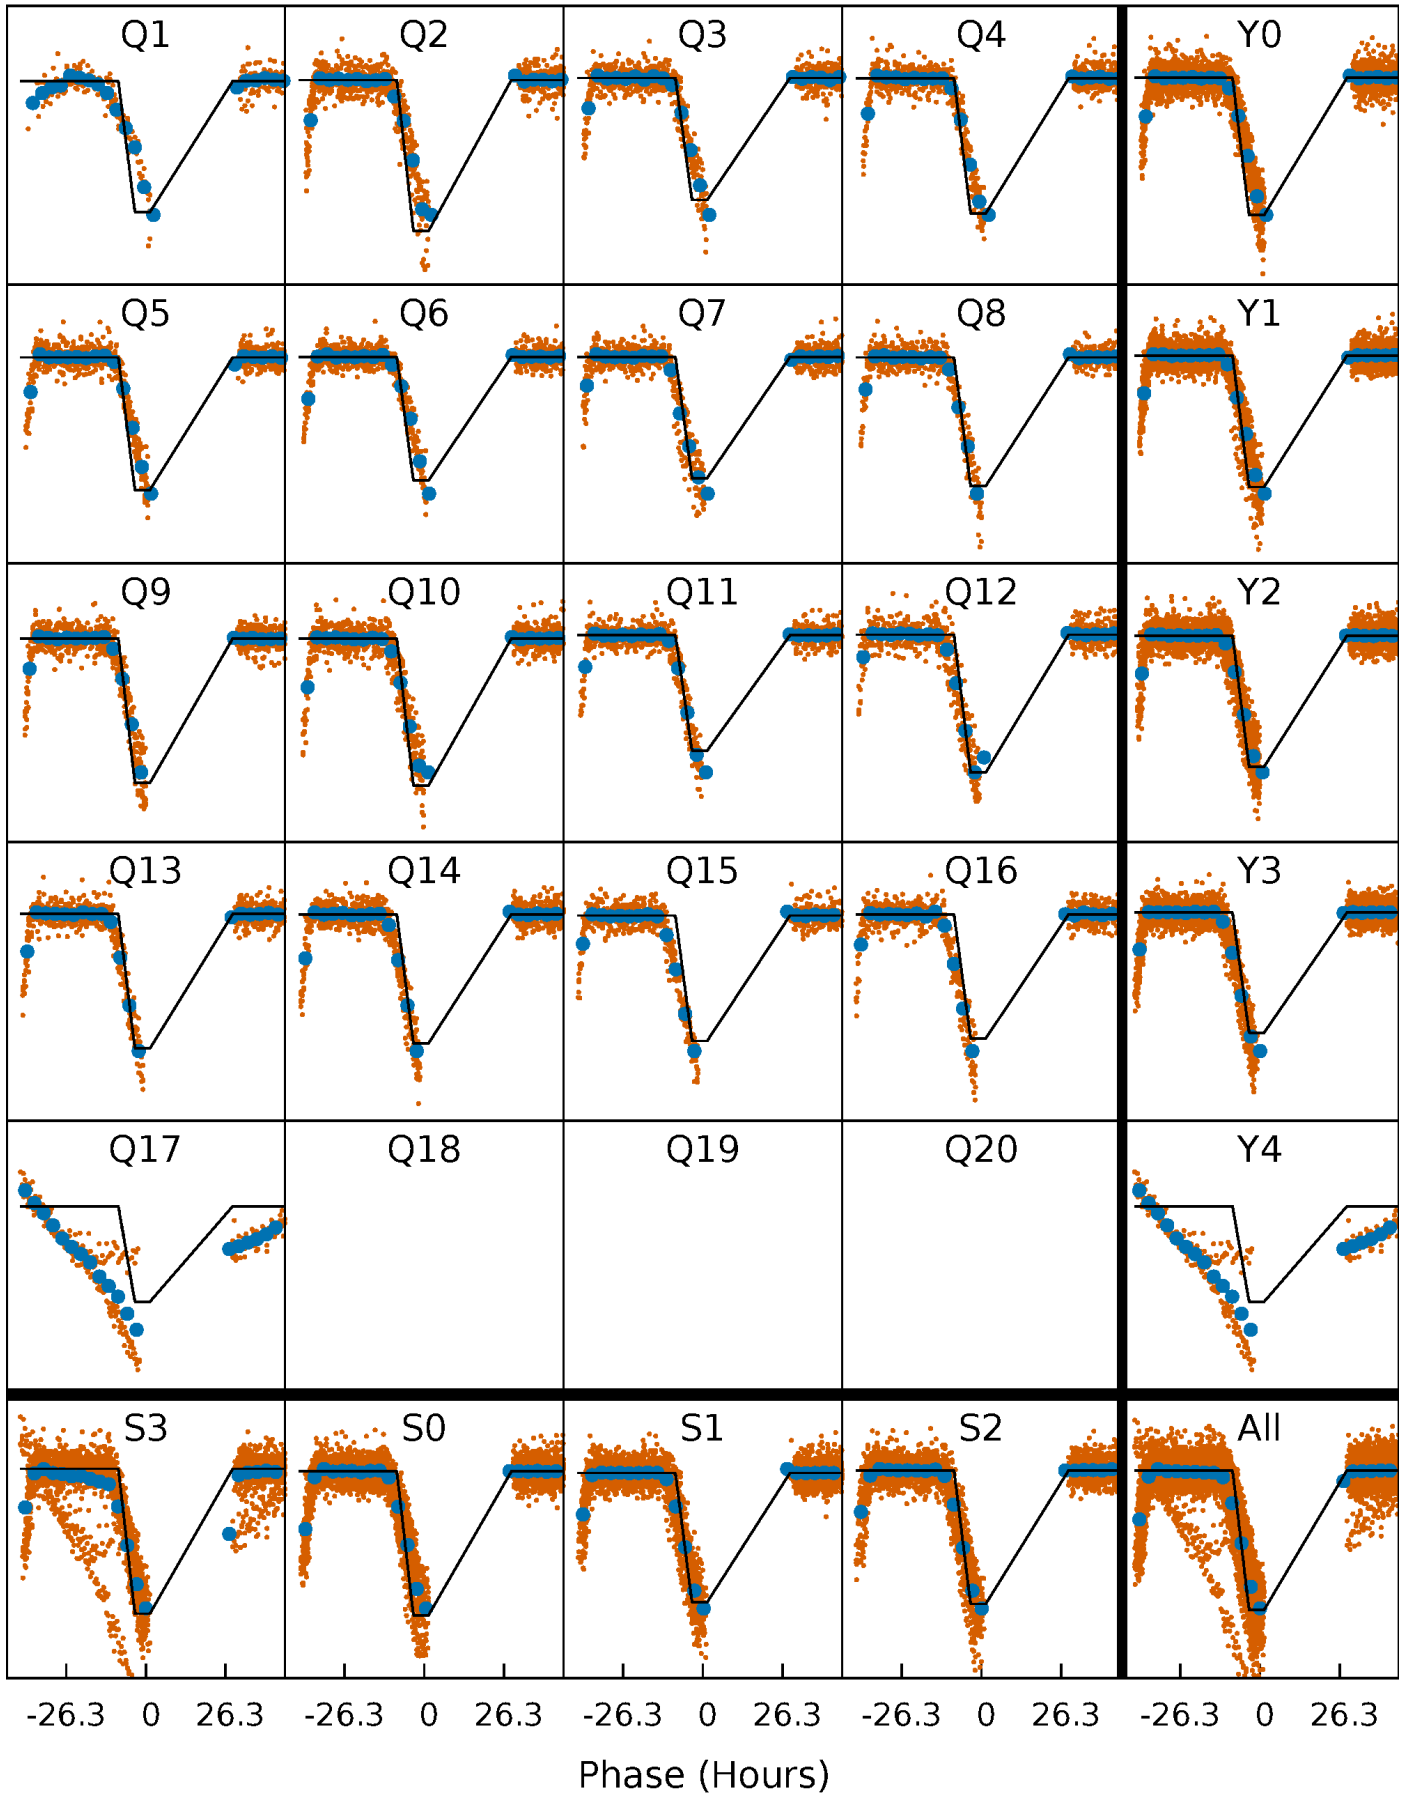 Q1 Q2 Q3 Q4 Y0
Q5 Q6 Q7 Q8 Y1
Q9 Q10 Q11 Q12 Y2
Q13 Q14 Q15 Q16 Y3
Q17 Q18 Q19 Q20 Y4
S3 S0 S1 S2 All
-26.3 0 26.3 -26.3 0 26.3 -26.3 0 26.3 -26.3 0 26.3 -26.3 0 26.3
Phase (Hours)